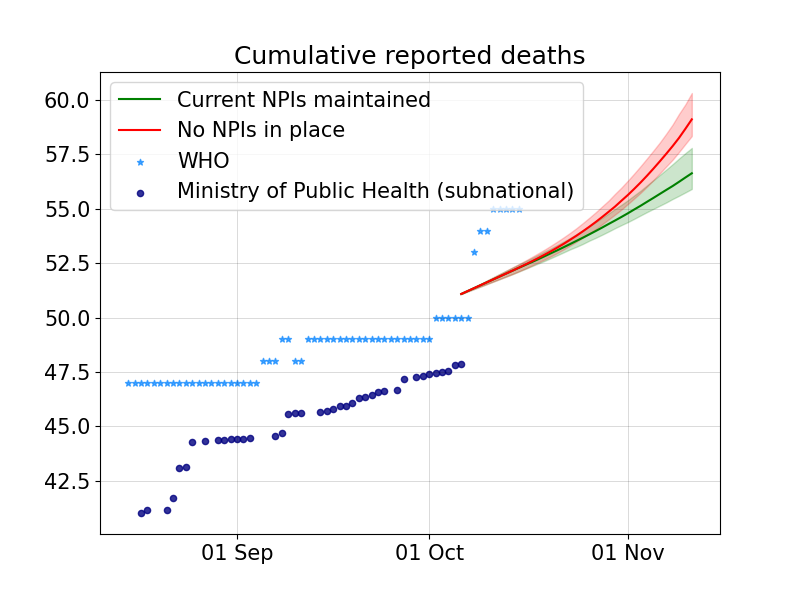 Cumulative reported deaths
Current NPIs maintained
No NPIs in place
WHO
Ministry of Public Health (subnational)
60.0
57.5
55.0
52.5
50.0
47.5
45.0
42.5
01 Sep
01 Oct
01 Nov